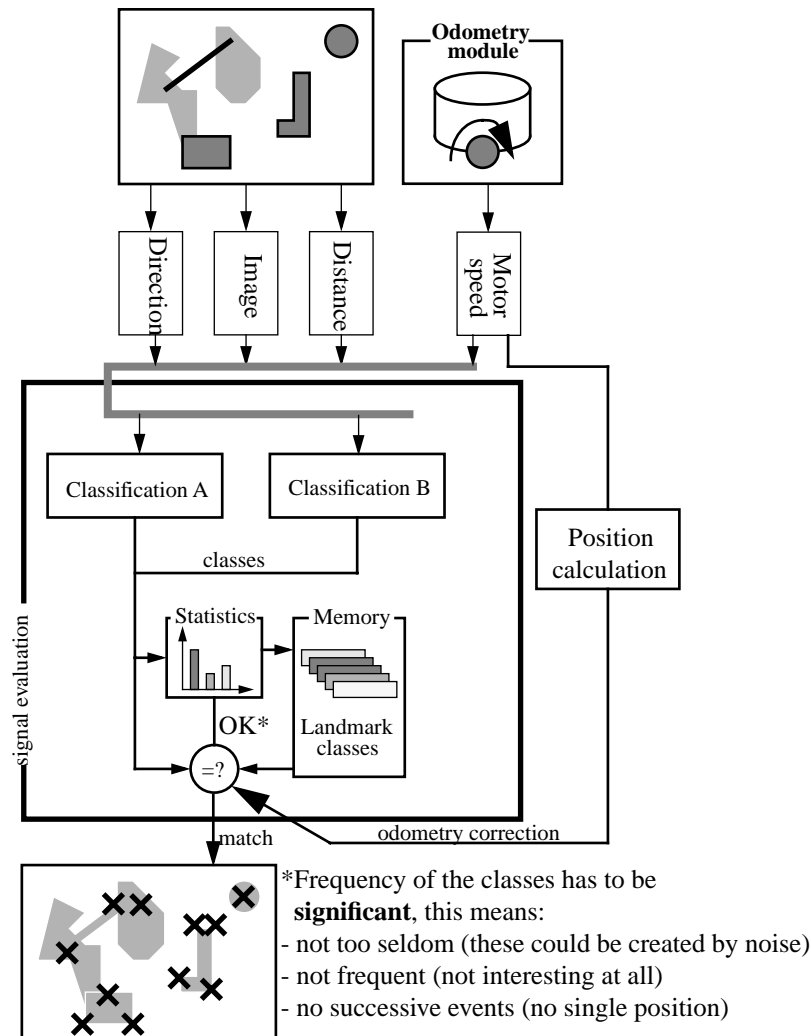 Odometry
module
Direction
Image
Distance
Motor
speed
Classification A
Classification B
classes
Position
calculation
Statistics
Memory
OK*
Landmark
classes
=?
signal evaluation
match
odometry correction
*Frequency of the classes has to be
significant, this means:
- not too seldom (these could be created by noise)
- not frequent (not interesting at all)
- no successive events (no single position)